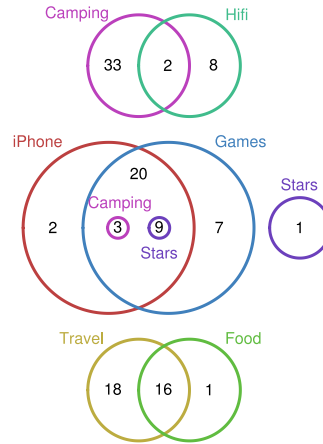 Camping Hifi
33 2 8
iPhone Games
20
Stars
Camping
2 3 9 7 1
Stars
Travel Food
18 16 1